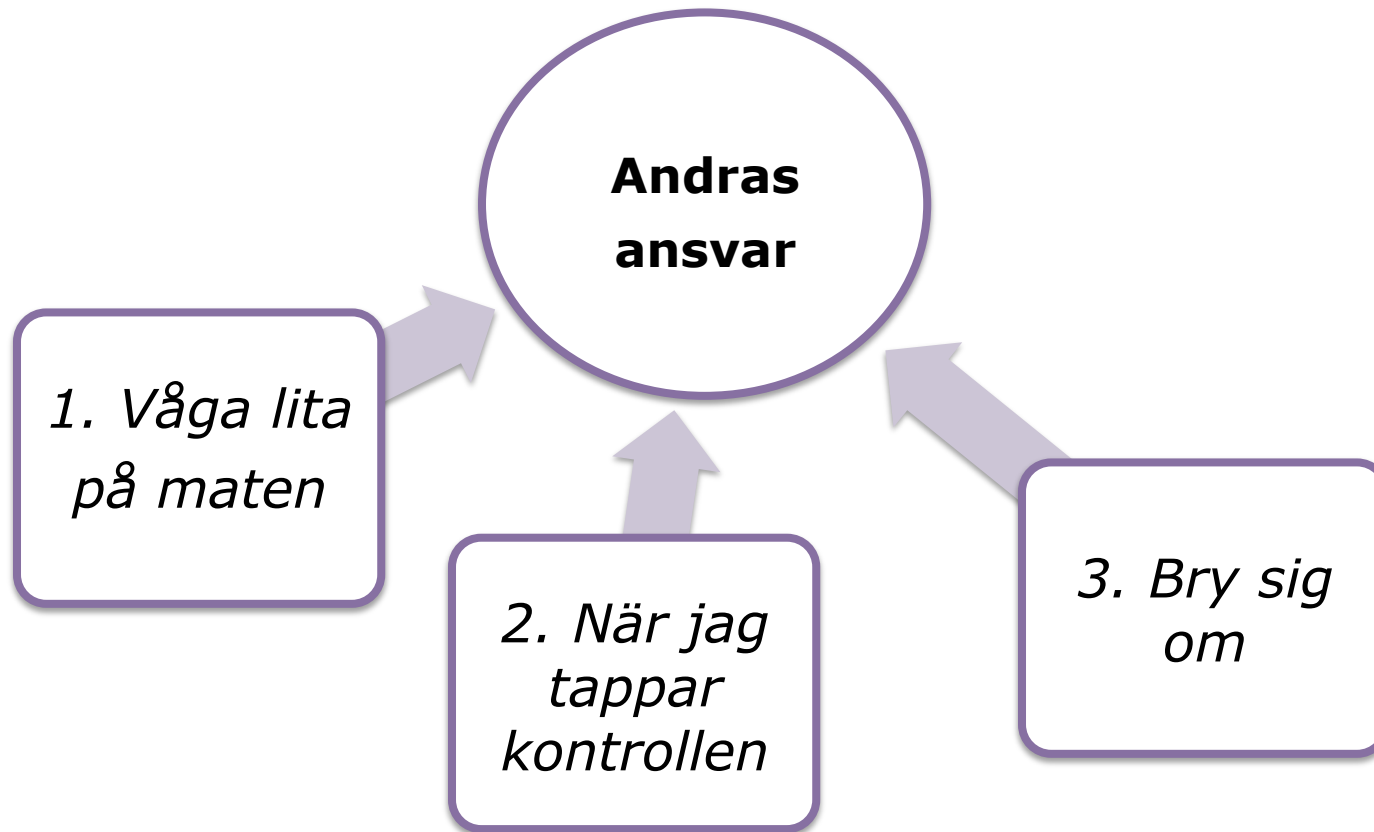 Andras
ansvar
1. Våga lita
på maten
2. När jag
tappar
kontrollen
3. Bry sig
om